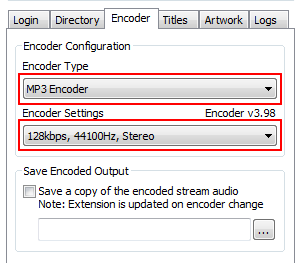 Login Directory Encoder Titles Artwork Logs
Encoder Configuration
Encoder Type
MP3 Encoder
Encoder Settings Encoder v3.98
128kbps, 44100Hz, Stereo
Save Encoded Output
Save a copy of the encoded stream audio
Note: Extension is updated on encoder change
...